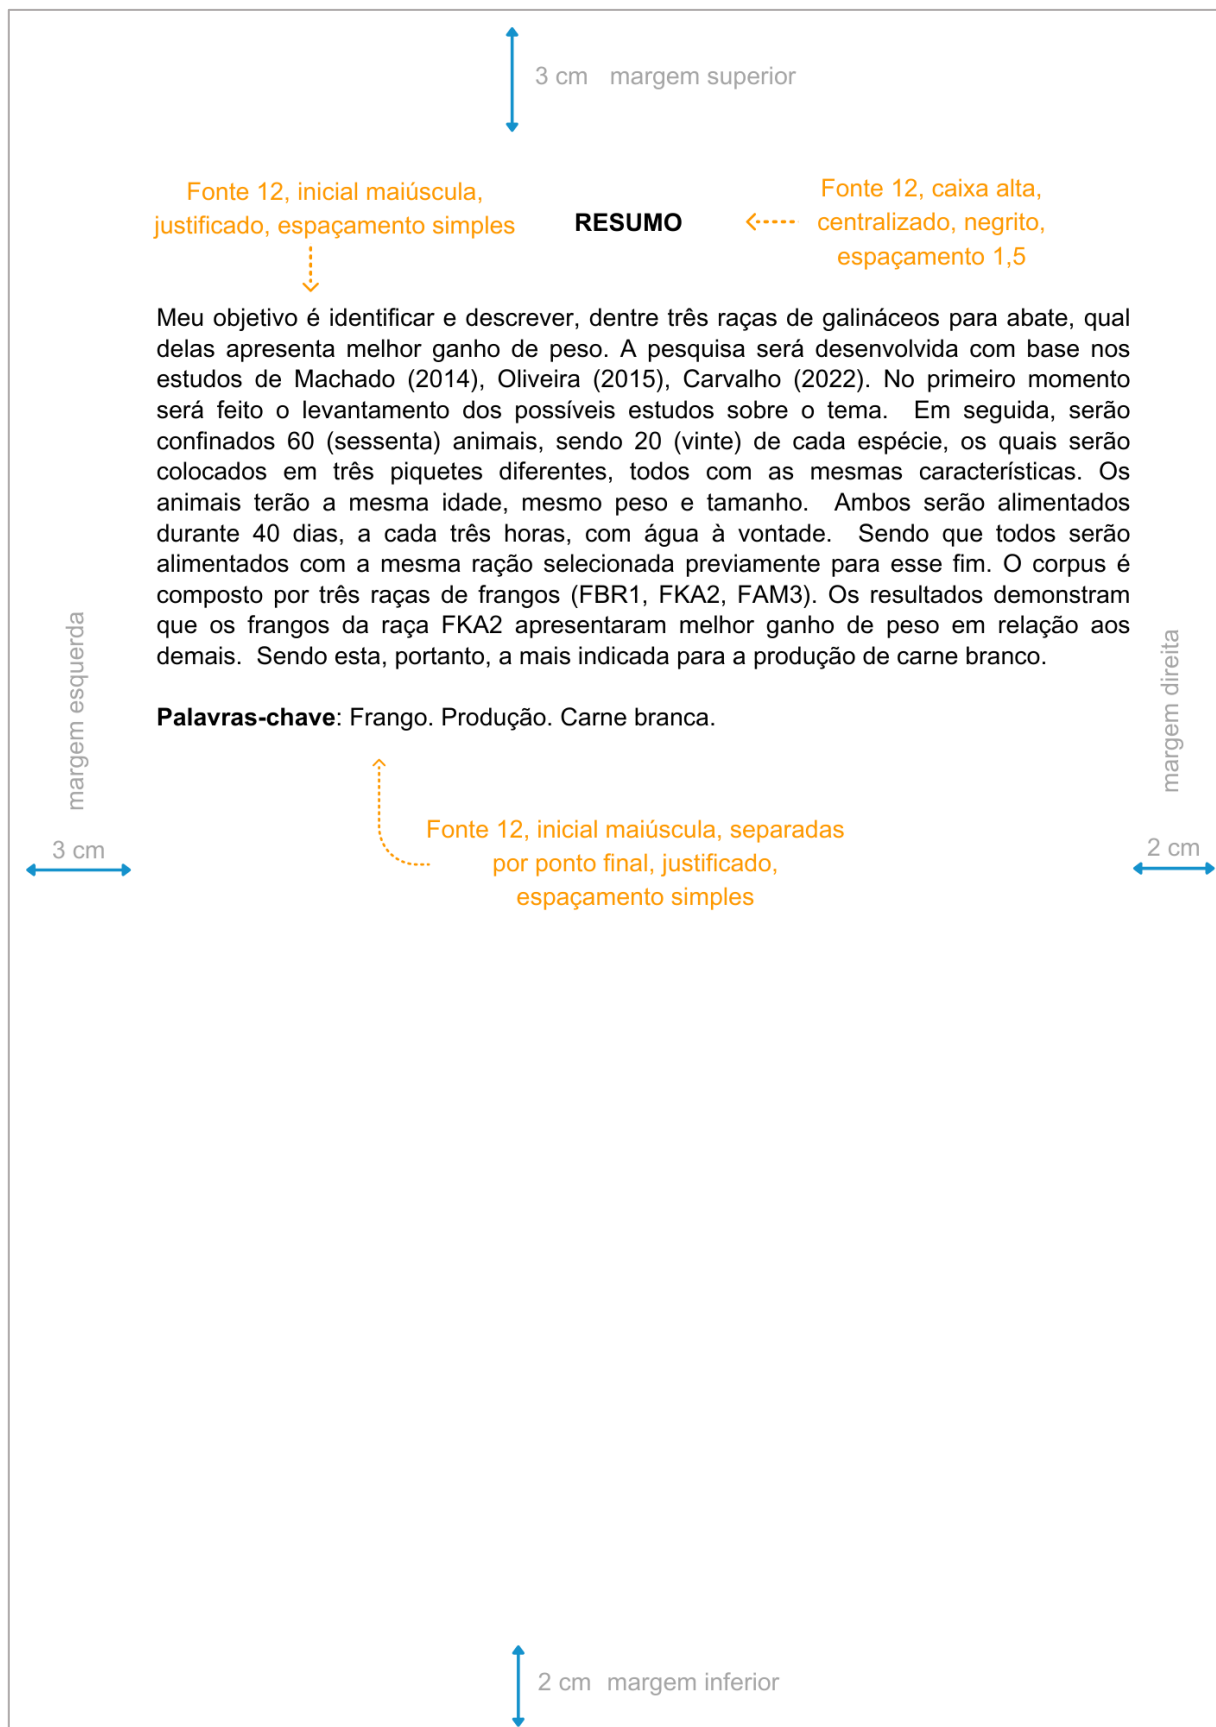 3 cm margem superior
Fonte 12, inicial maiúscula,
justificado, espaçamento simples
RESUMO
Fonte 12, caixa alta,
centralizado, negrito,
espaçamento 1,5
Meu objetivo é identificar e descrever, dentre três raças de galináceos para abate, qual
delas apresenta melhor ganho de peso. A pesquisa será desenvolvida com base nos
estudos de Machado (2014), Oliveira (2015), Carvalho (2022). No primeiro momento
será feito o levantamento dos possíveis estudos sobre o tema.  Em seguida, serão
confinados 60 (sessenta) animais, sendo 20 (vinte) de cada espécie, os quais serão
colocados em três piquetes diferentes, todos com as mesmas características. Os
animais terão a mesma idade, mesmo peso e tamanho.  Ambos serão alimentados
durante 40 dias, a cada três horas, com água à vontade.  Sendo que todos serão
alimentados com a mesma ração selecionada previamente para esse fim. O corpus é
composto por três raças de frangos (FBR1, FKA2, FAM3). Os resultados demonstram
que os frangos da raça FKA2 apresentaram melhor ganho de peso em relação aos
demais.  Sendo esta, portanto, a mais indicada para a produção de carne branco.
Palavras-chave: Frango. Produção. Carne branca.
margem esquerda
3 cm
margem direita
2 cm
Fonte 12, inicial maiúscula, separadas
por ponto final, justificado,
espaçamento simples
2 cm margem inferior